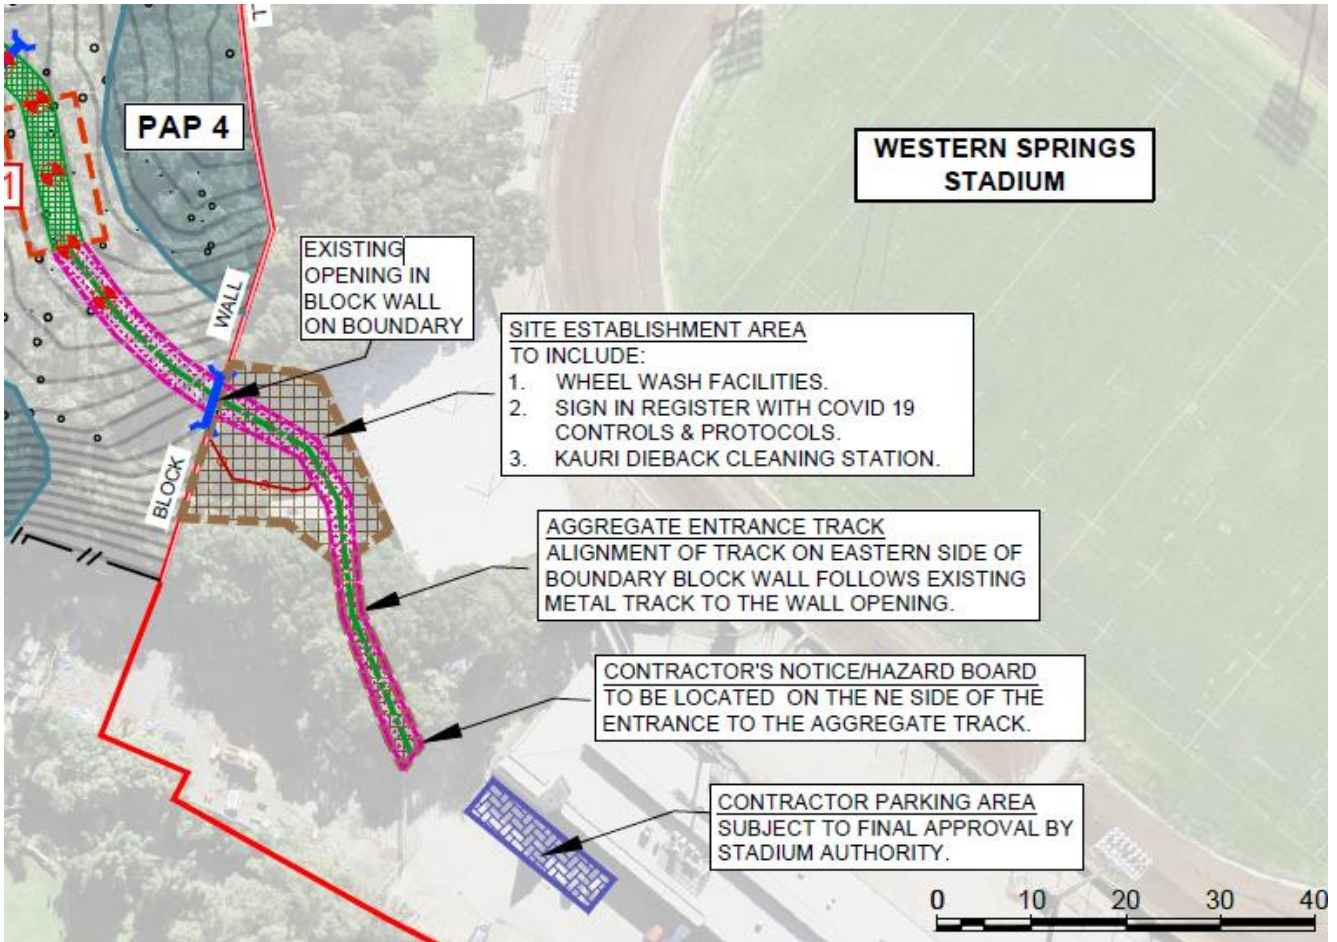 LL
PAP 4
WESTERN SPRINGS
STADIUM
1
EXISTING
OPENING IN
BLOCK WALL
ON BOUNDARY
WALL
SITE ESTABLISHMENT AREA
TO INCLUDE:
1. WHEEL WASH FACILITIES.
2. SIGN IN REGISTER WITH COVID 19
CONTROLS & PROTOCOLS.
3. KAURI DIEBACK CLEANING STATION.
BLOCK
AGGREGATE ENTRANCE TRACK
ALIGNMENT OF TRACK ON EASTERN SIDE OF
BOUNDARY BLOCK WALL FOLLOWS EXISTING
METAL TRACK TO THE WALL OPENING.
CONTRACTOR'S NOTICE/HAZARD BOARD
TO BE LOCATED ON THE NE SIDE OF THE
ENTRANCE TO THE AGGREGATE TRACK.
CONTRACTOR PARKING AREA
SUBJECT TO FINAL APPROVAL BY
STADIUM AUTHORITY.
0 10 20 30 40